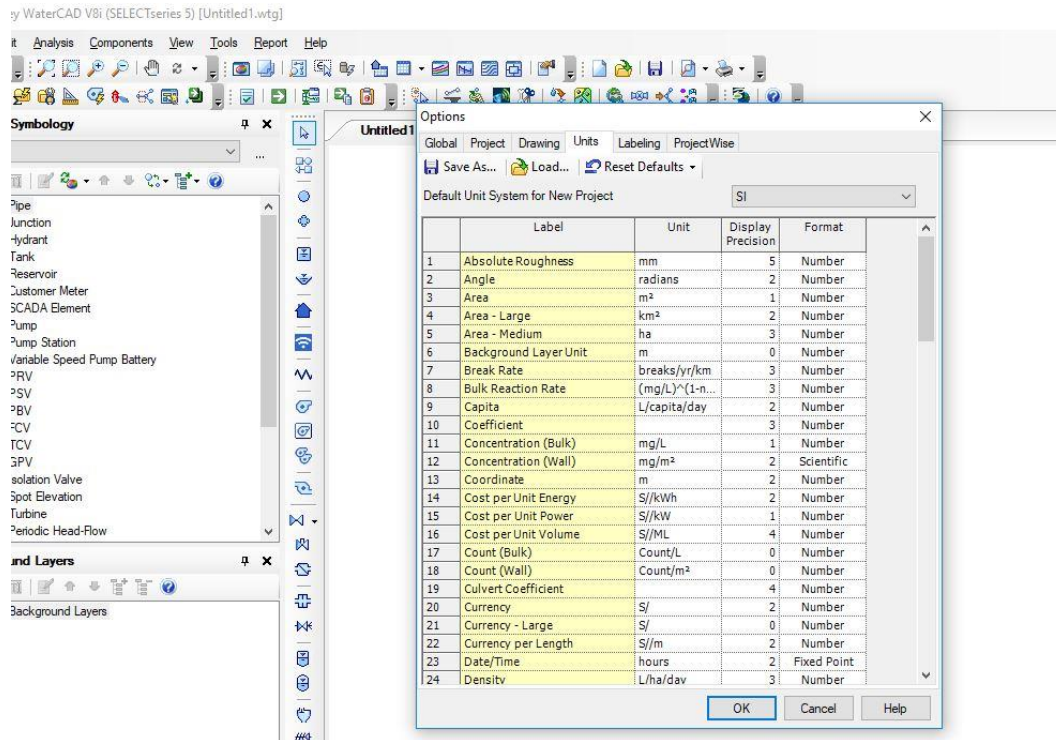 ey WaterCAD V8i (SELECTseries 5) [Untitled1.wtg]
it Analysis Components View Tools Report Help
Symbology
Pipe
Junction
Hydrant
Tank
Reservoir
Customer Meter
SCADA Element
Pump
Pump Station
Variable Speed Pump Battery
PRV
PSV
PBV
FCV
TCV
GPV
solation Valve
Spot Elevation
Turbine
Periodic Head-Flow
und Layers
Background Layers
Untitled1
Options
Global Project Drawing Units Labeling ProjectWise
Save As... Load... Reset Defaults
Default Unit System for New Project SI
Label Unit Display Precision Format
1 Absolute Roughness mm 5 Number
2 Angle radians 2 Number
3 Area m² 1 Number
4 Area - Large km² 2 Number
5 Area - Medium ha 3 Number
6 Background Layer Unit m 0 Number
7 Break Rate breaks/yr/km 3 Number
8 Bulk Reaction Rate (mg/L)^(1-n... 3 Number
9 Capita L/capita/day 2 Number
10 Coefficient 3 Number
11 Concentration (Bulk) mg/L 1 Number
12 Concentration (Wall) mg/m² 2 Scientific
13 Coordinate m 2 Number
14 Cost per Unit Energy S//kWh 2 Number
15 Cost per Unit Power S//kW 1 Number
16 Cost per Unit Volume S//ML 4 Number
17 Count (Bulk) Count/L 0 Number
18 Count (Wall) Count/m² 0 Number
19 Culvert Coefficient 4 Number
20 Currency S/ 2 Number
21 Currency - Large S/ 0 Number
22 Currency per Length S//m 2 Number
23 Date/Time hours 2 Fixed Point
24 Density L/ha/day 3 Number
OK Cancel Help